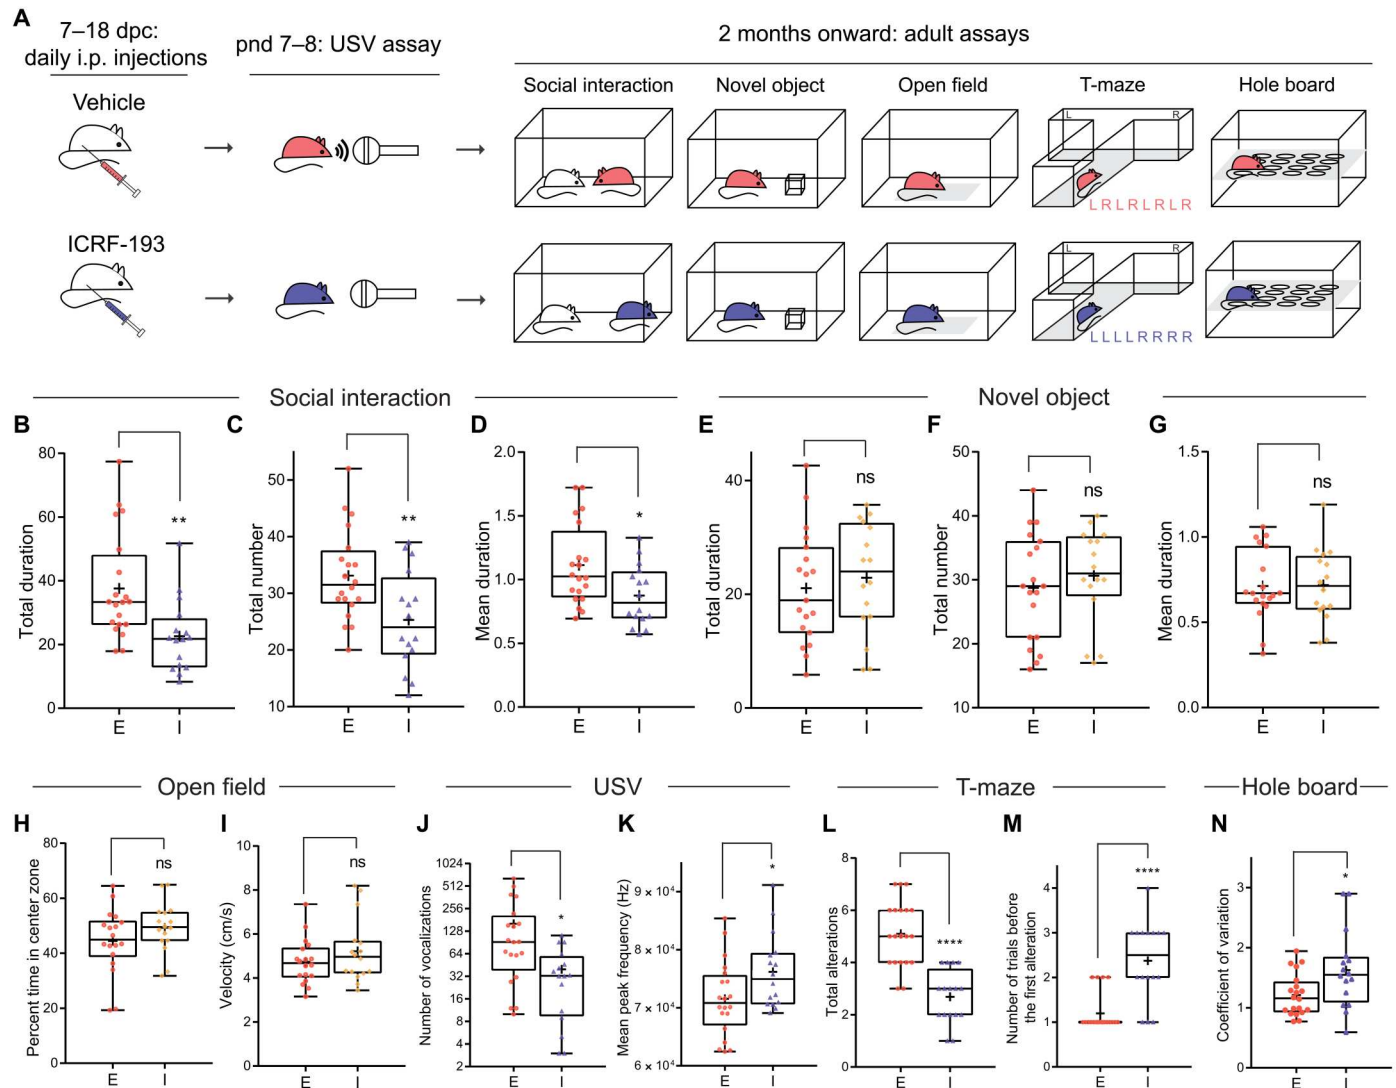 A
7–18 dpc:
daily i.p. injections
pnd 7–8: USV assay
2 months onward: adult assays
Vehicle
Social interaction
Novel object
Open field
T-maze
Hole board
L R
L R L R L R L R
ICRF-193
L R
L L L L R R R R
Social interaction
Novel object
B
Total duration
80
60
40
20
0
**
E I
C
Total number
50
40
30
20
10
**
E I
D
Mean duration
2.0
1.5
1.0
0.5
0.0
*
E I
E
Total duration
40
20
0
ns
E I
F
Total number
50
40
30
20
10
ns
E I
G
Mean duration
1.5
1.0
0.5
0.0
ns
E I
Open field
USV
T-maze
Hole board
H
Percent time in center zone
80
60
40
20
0
ns
E I
I
Velocity (cm/s)
10
8
6
4
2
0
ns
E I
J
Number of vocalizations
1024
512
256
128
64
32
16
8
4
2
*
E I
K
Mean peak frequency (Hz)
9 × 10⁴
8 × 10⁴
7 × 10⁴
6 × 10⁴
*
E I
L
Total alterations
8
6
4
2
0
****
E I
M
Number of trials before
the first alteration
4
3
2
1
0
****
E I
N
Coefficient of variation
3
2
1
0
*
E I